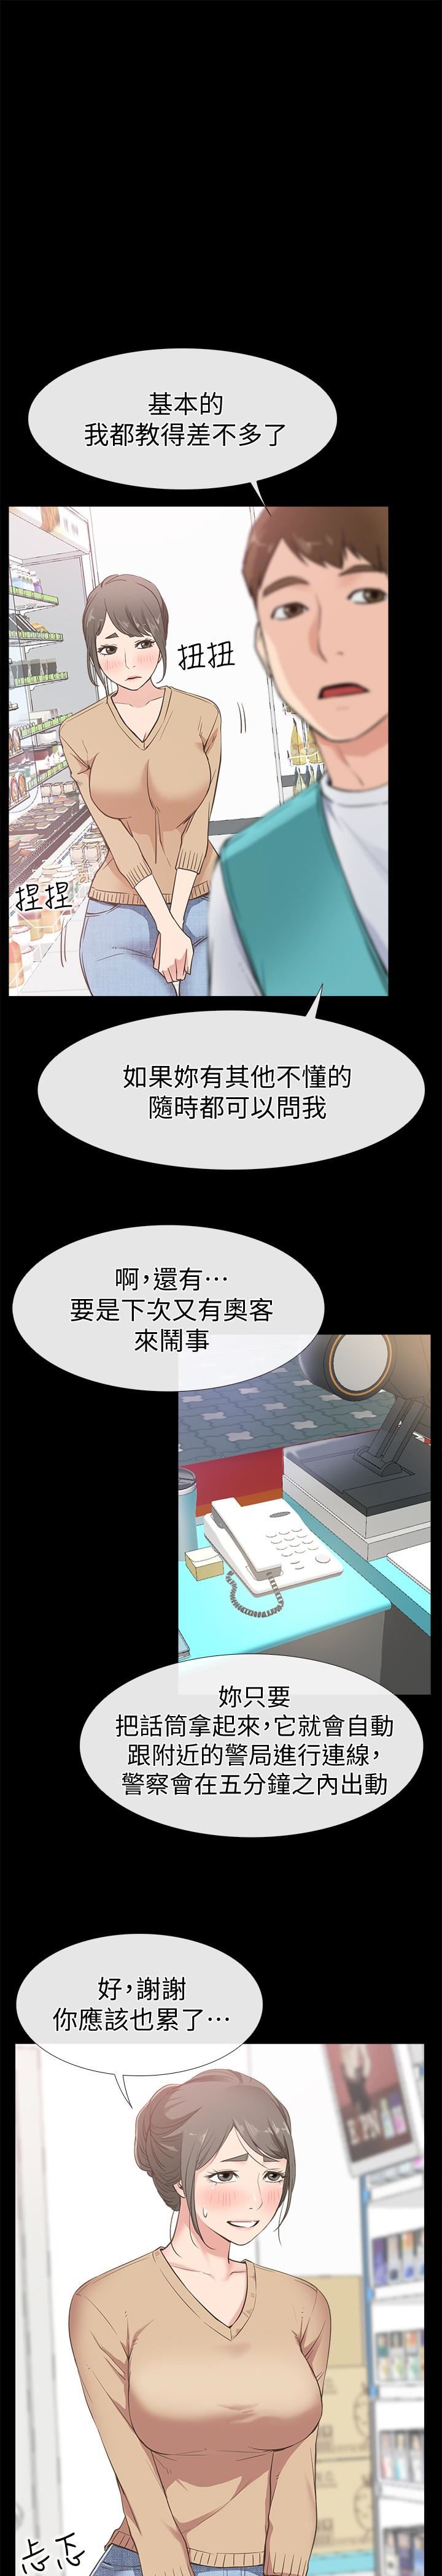 基本的
我都教得差不多了
扭扭
捏捏
如果妳有其他不懂的
隨時都可以問我
啊，還有…
要是下次又有奧客
來鬧事
妳只要
把話筒拿起來，它就會自動
跟附近的警局進行連線，
警察會在五分鐘之內出動
好，謝謝
你應該也累了…
忐忑